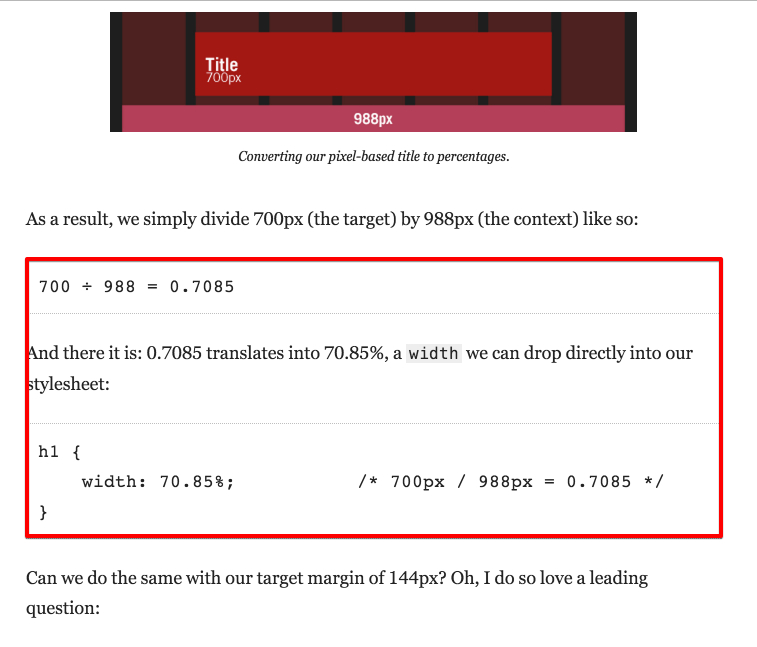 Title
700px
988px
Converting our pixel-based title to percentages.
As a result, we simply divide 700px (the target) by 988px (the context) like so:
700 ÷ 988 = 0.7085
And there it is: 0.7085 translates into 70.85%, a width we can drop directly into our
stylesheet:
h1 {
    width: 70.85%;           /* 700px / 988px = 0.7085 */
}
Can we do the same with our target margin of 144px? Oh, I do so love a leading
question: